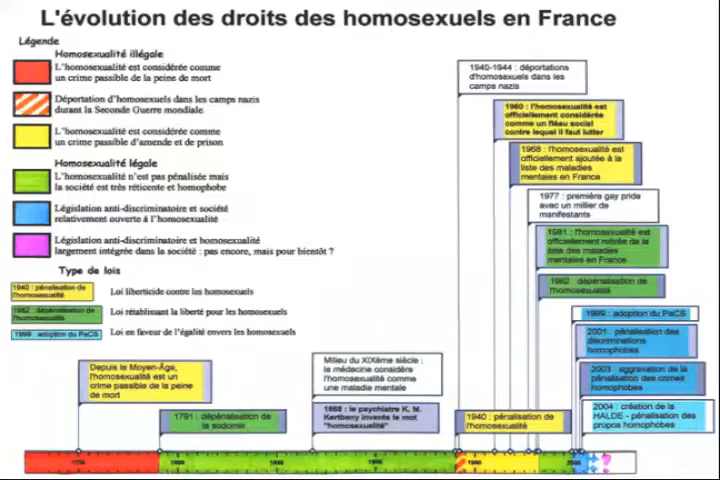 L'évolution des droits des homosexuels en France
Légende
Homosexualité illégale
L'homosexualité est considérée comme
un crime passible de la peine de mort
Déportation d'homosexuels dans les camps nazis
durant la Seconde Guerre mondiale.
L'homosexualité est considérée comme
un crime passible d'amende et de prison
Homosexualité légale
L'homosexualité n'est pas pénalisée mais
la société est très réticente et homophobe
Législation anti-discriminatoire et société
relativement ouverte à l'homosexualité
Législation anti-discriminatoire et homosexualité
largement intégrée dans la société : pas encore, mais pour bientôt ?
Type de lois
1940 : pénalisation de
l'homosexualité
Loi liberticide contre les homosexuels
1982 : dépénalisation de
l'homosexualité
Loi rétablissant la liberté pour les homosexuels
1999 : adoption du PaCS
Loi en faveur de l'égalité envers les homosexuels
1940-1944 : déportations
d'homosexuels dans les
camps nazis
1960 : l'homosexualité est
officiellement considérée
comme un fléau social
contre lequel il faut lutter
1968 : l'homosexualité est
officiellement ajoutée à la
liste des maladies
mentales en France
1977 : première gay pride
avec un millier de
manifestants
1981 : l'homosexualité est
officiellement retirée de la
liste des maladies
mentales en France
1982 : dépénalisation de
l'homosexualité
1999 : adoption du PaCS
2001 : pénalisation des
discriminations
homophobes
2003 : aggravation de la
pénalisation des crimes
homophobes
2004 : création de la
HALDE - pénalisation des
propos homophobes
Depuis le Moyen-Âge,
l'homosexualité est un
crime passible de la peine
de mort
1791 : dépénalisation de
la sodomie
Milieu du XIXème siècle :
la médecine considère
l'homosexualité comme
une maladie mentale
1868 : le psychiatre K. M.
Kertbeny invente le mot
"homosexualité"
1940 : pénalisation de
l'homosexualité
?